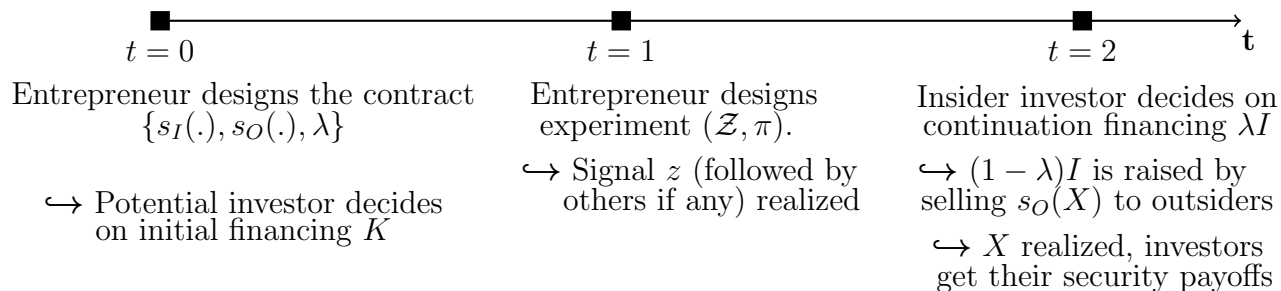 t = 0
t = 1
t = 2
t
Entrepreneur designs the contract
{s_I(.), s_O(.), λ}
↪ Potential investor decides
on initial financing K
Entrepreneur designs
experiment (𝒵, π).
↪ Signal z (followed by
others if any) realized
Insider investor decides on
continuation financing λI
↪ (1 − λ)I is raised by
selling s_O(X) to outsiders
↪ X realized, investors
get their security payoffs